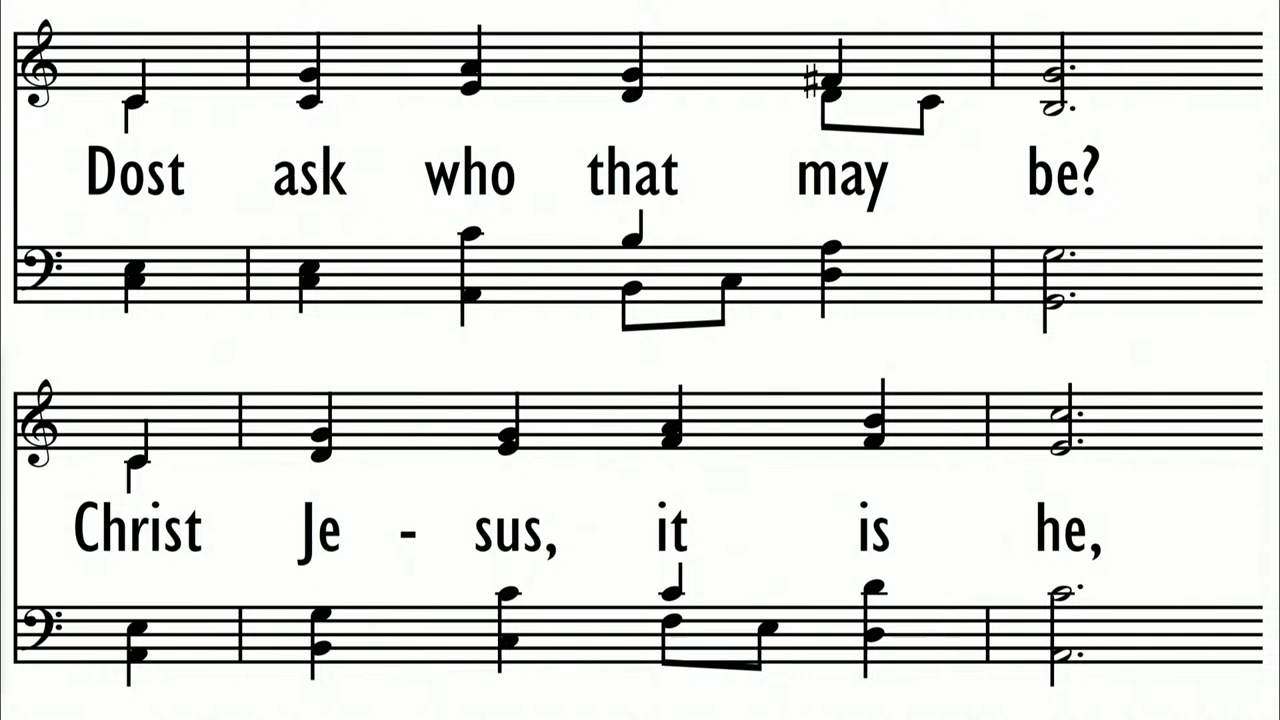 Dost ask who that may be?
Christ Je - sus, it is he,